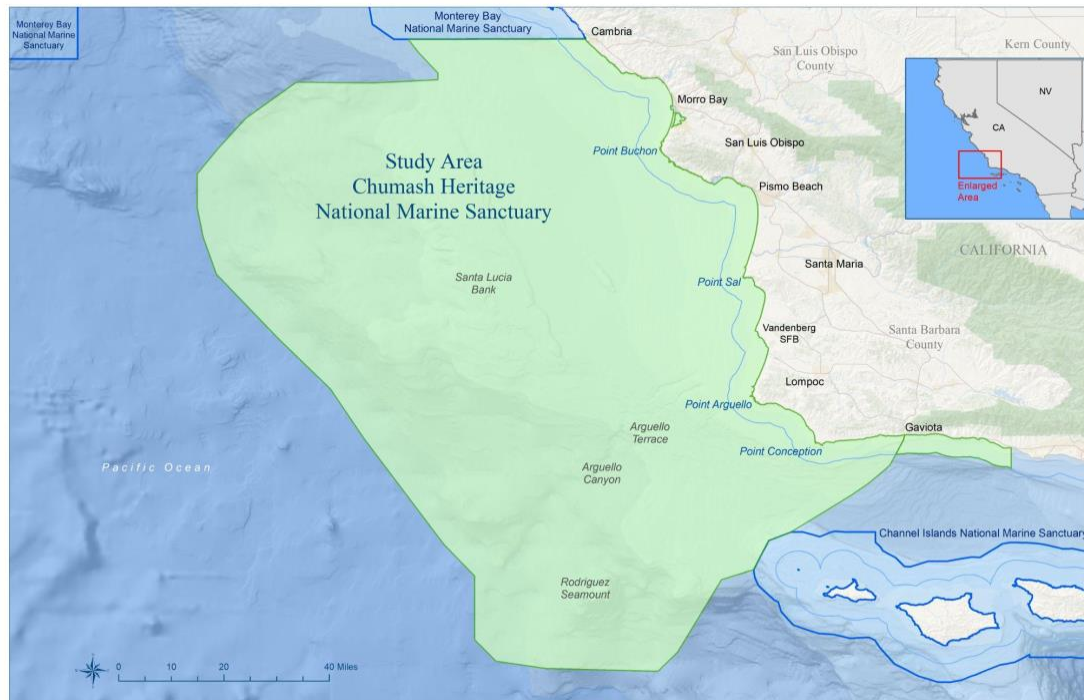 Monterey Bay
National Marine
Sanctuary
Monterey Bay
National Marine Sanctuary
Cambria
San Luis Obispo
County
Kern County
NV
CA
Enlarged
Area
Morro Bay
San Luis Obispo
Point Buchon
Study Area
Chumash Heritage
National Marine Sanctuary
Pismo Beach
CALIFORNIA
Santa Maria
Santa Lucia
Bank
Point Sal
Vandenberg
SFB
Santa Barbara
County
Lompoc
Point Arguello
Arguello
Terrace
Gaviota
Point Conception
Pacific Ocean
Arguello
Canyon
Channel Islands National Marine Sanctuary
Rodriguez
Seamount
0 10 20 40 Miles